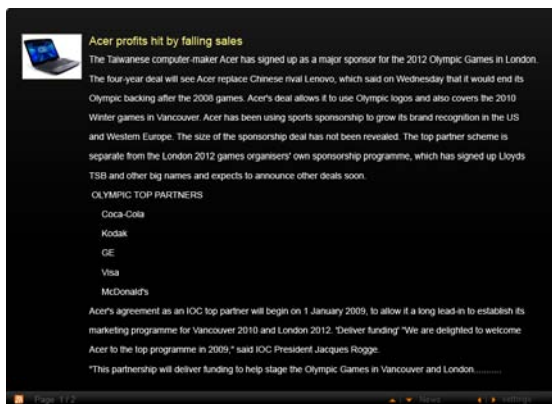 Acer profits hit by falling sales
The Taiwanese computer-maker Acer has signed up as a major sponsor for the 2012 Olympic Games in London.
The four-year deal will see Acer replace Chinese rival Lenovo, which said on Wednesday that it would end its
Olympic backing after the 2008 games. Acer's deal allows it to use Olympic logos and also covers the 2010
Winter games in Vancouver. Acer has been using sports sponsorship to grow its brand recognition in the US
and Western Europe. The size of the sponsorship deal has not been revealed. The top partner scheme is
separate from the London 2012 games organisers' own sponsorship programme, which has signed up Lloyds
TSB and other big names and expects to announce other deals soon.
OLYMPIC TOP PARTNERS
Coca-Cola
Kodak
GE
Visa
McDonald's
Acer's agreement as an IOC top partner will begin on 1 January 2009, to allow it a long lead-in to establish its
marketing programme for Vancouver 2010 and London 2012. 'Deliver funding' "We are delighted to welcome
Acer to the top programme in 2009," said IOC President Jacques Rogge.
"This partnership will deliver funding to help stage the Olympic Games in Vancouver and London...........
Page 1 / 2 News settings